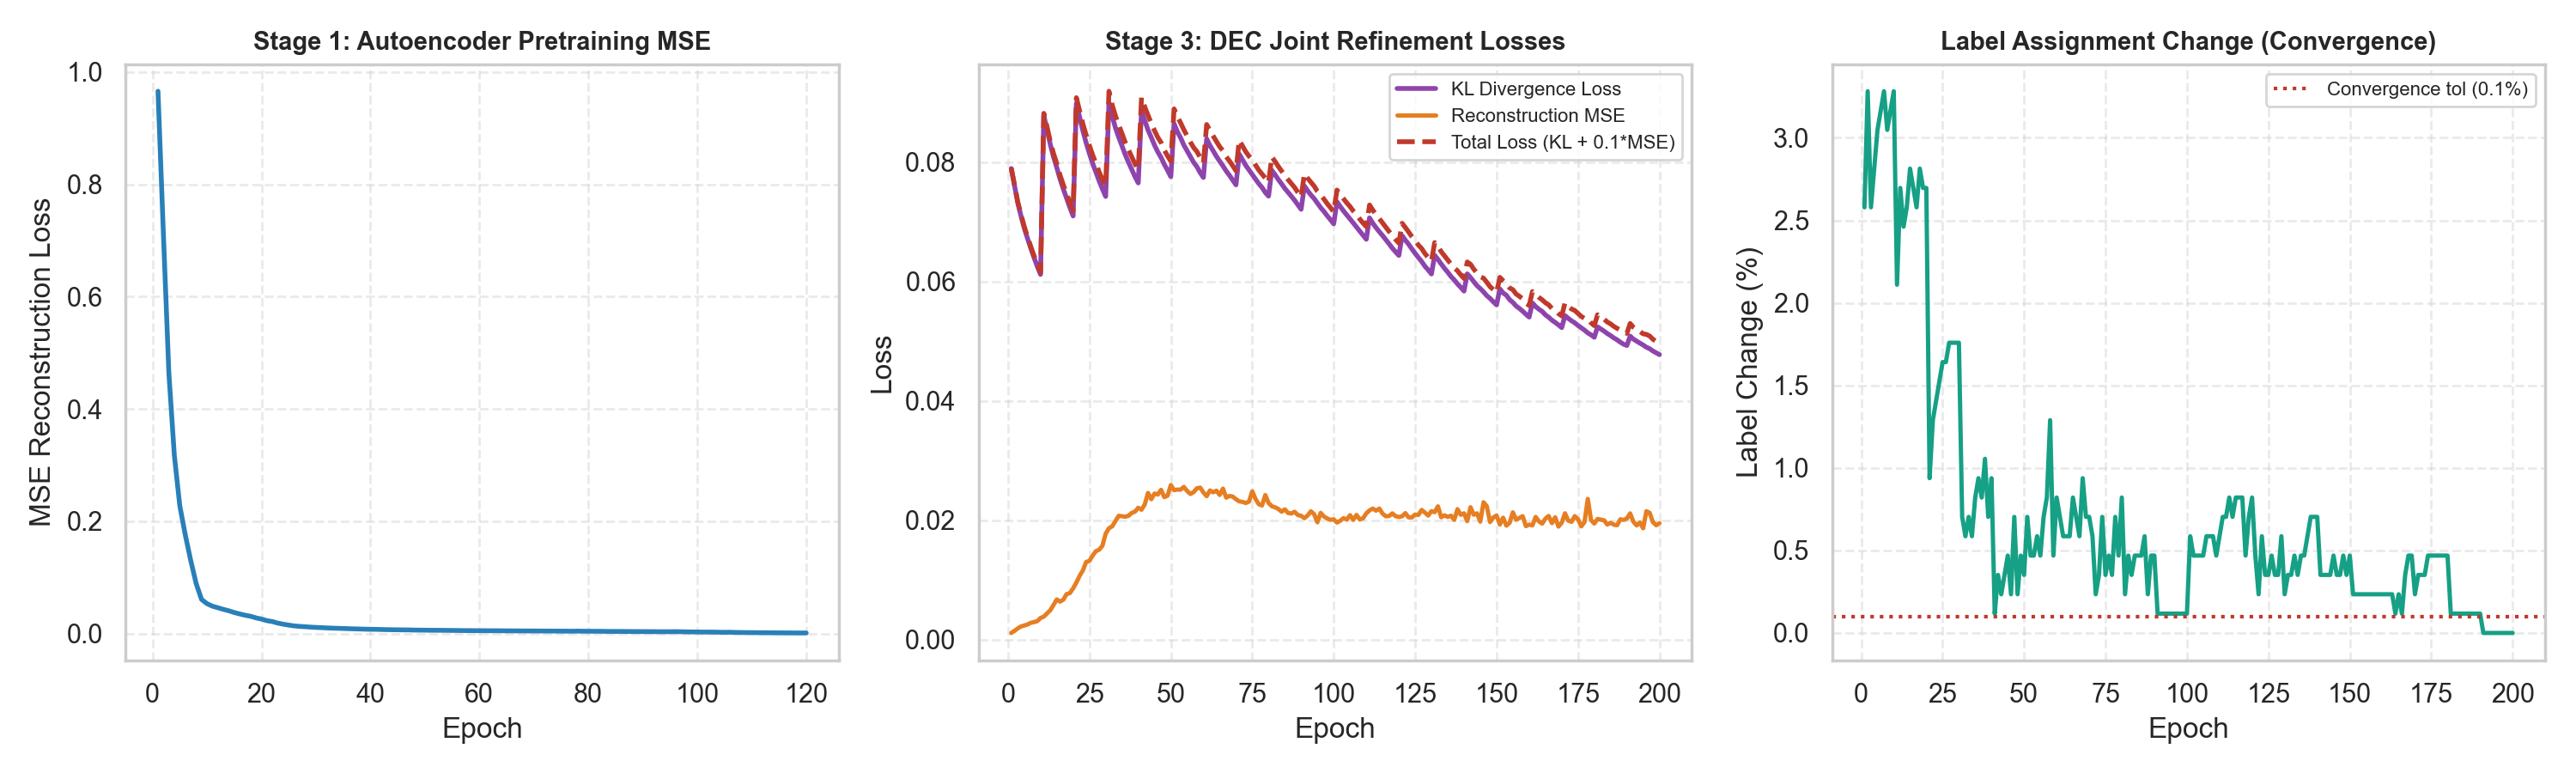 Stage 1: Autoencoder Pretraining MSE
MSE Reconstruction Loss
1.0
0.8
0.6
0.4
0.2
0.0
0 20 40 60 80 100 120
Epoch
Stage 3: DEC Joint Refinement Losses
KL Divergence Loss
Reconstruction MSE
Total Loss (KL + 0.1*MSE)
Loss
0.08
0.06
0.04
0.02
0.00
0 25 50 75 100 125 150 175 200
Epoch
Label Assignment Change (Convergence)
Convergence tol (0.1%)
Label Change (%)
3.0
2.5
2.0
1.5
1.0
0.5
0.0
0 25 50 75 100 125 150 175 200
Epoch